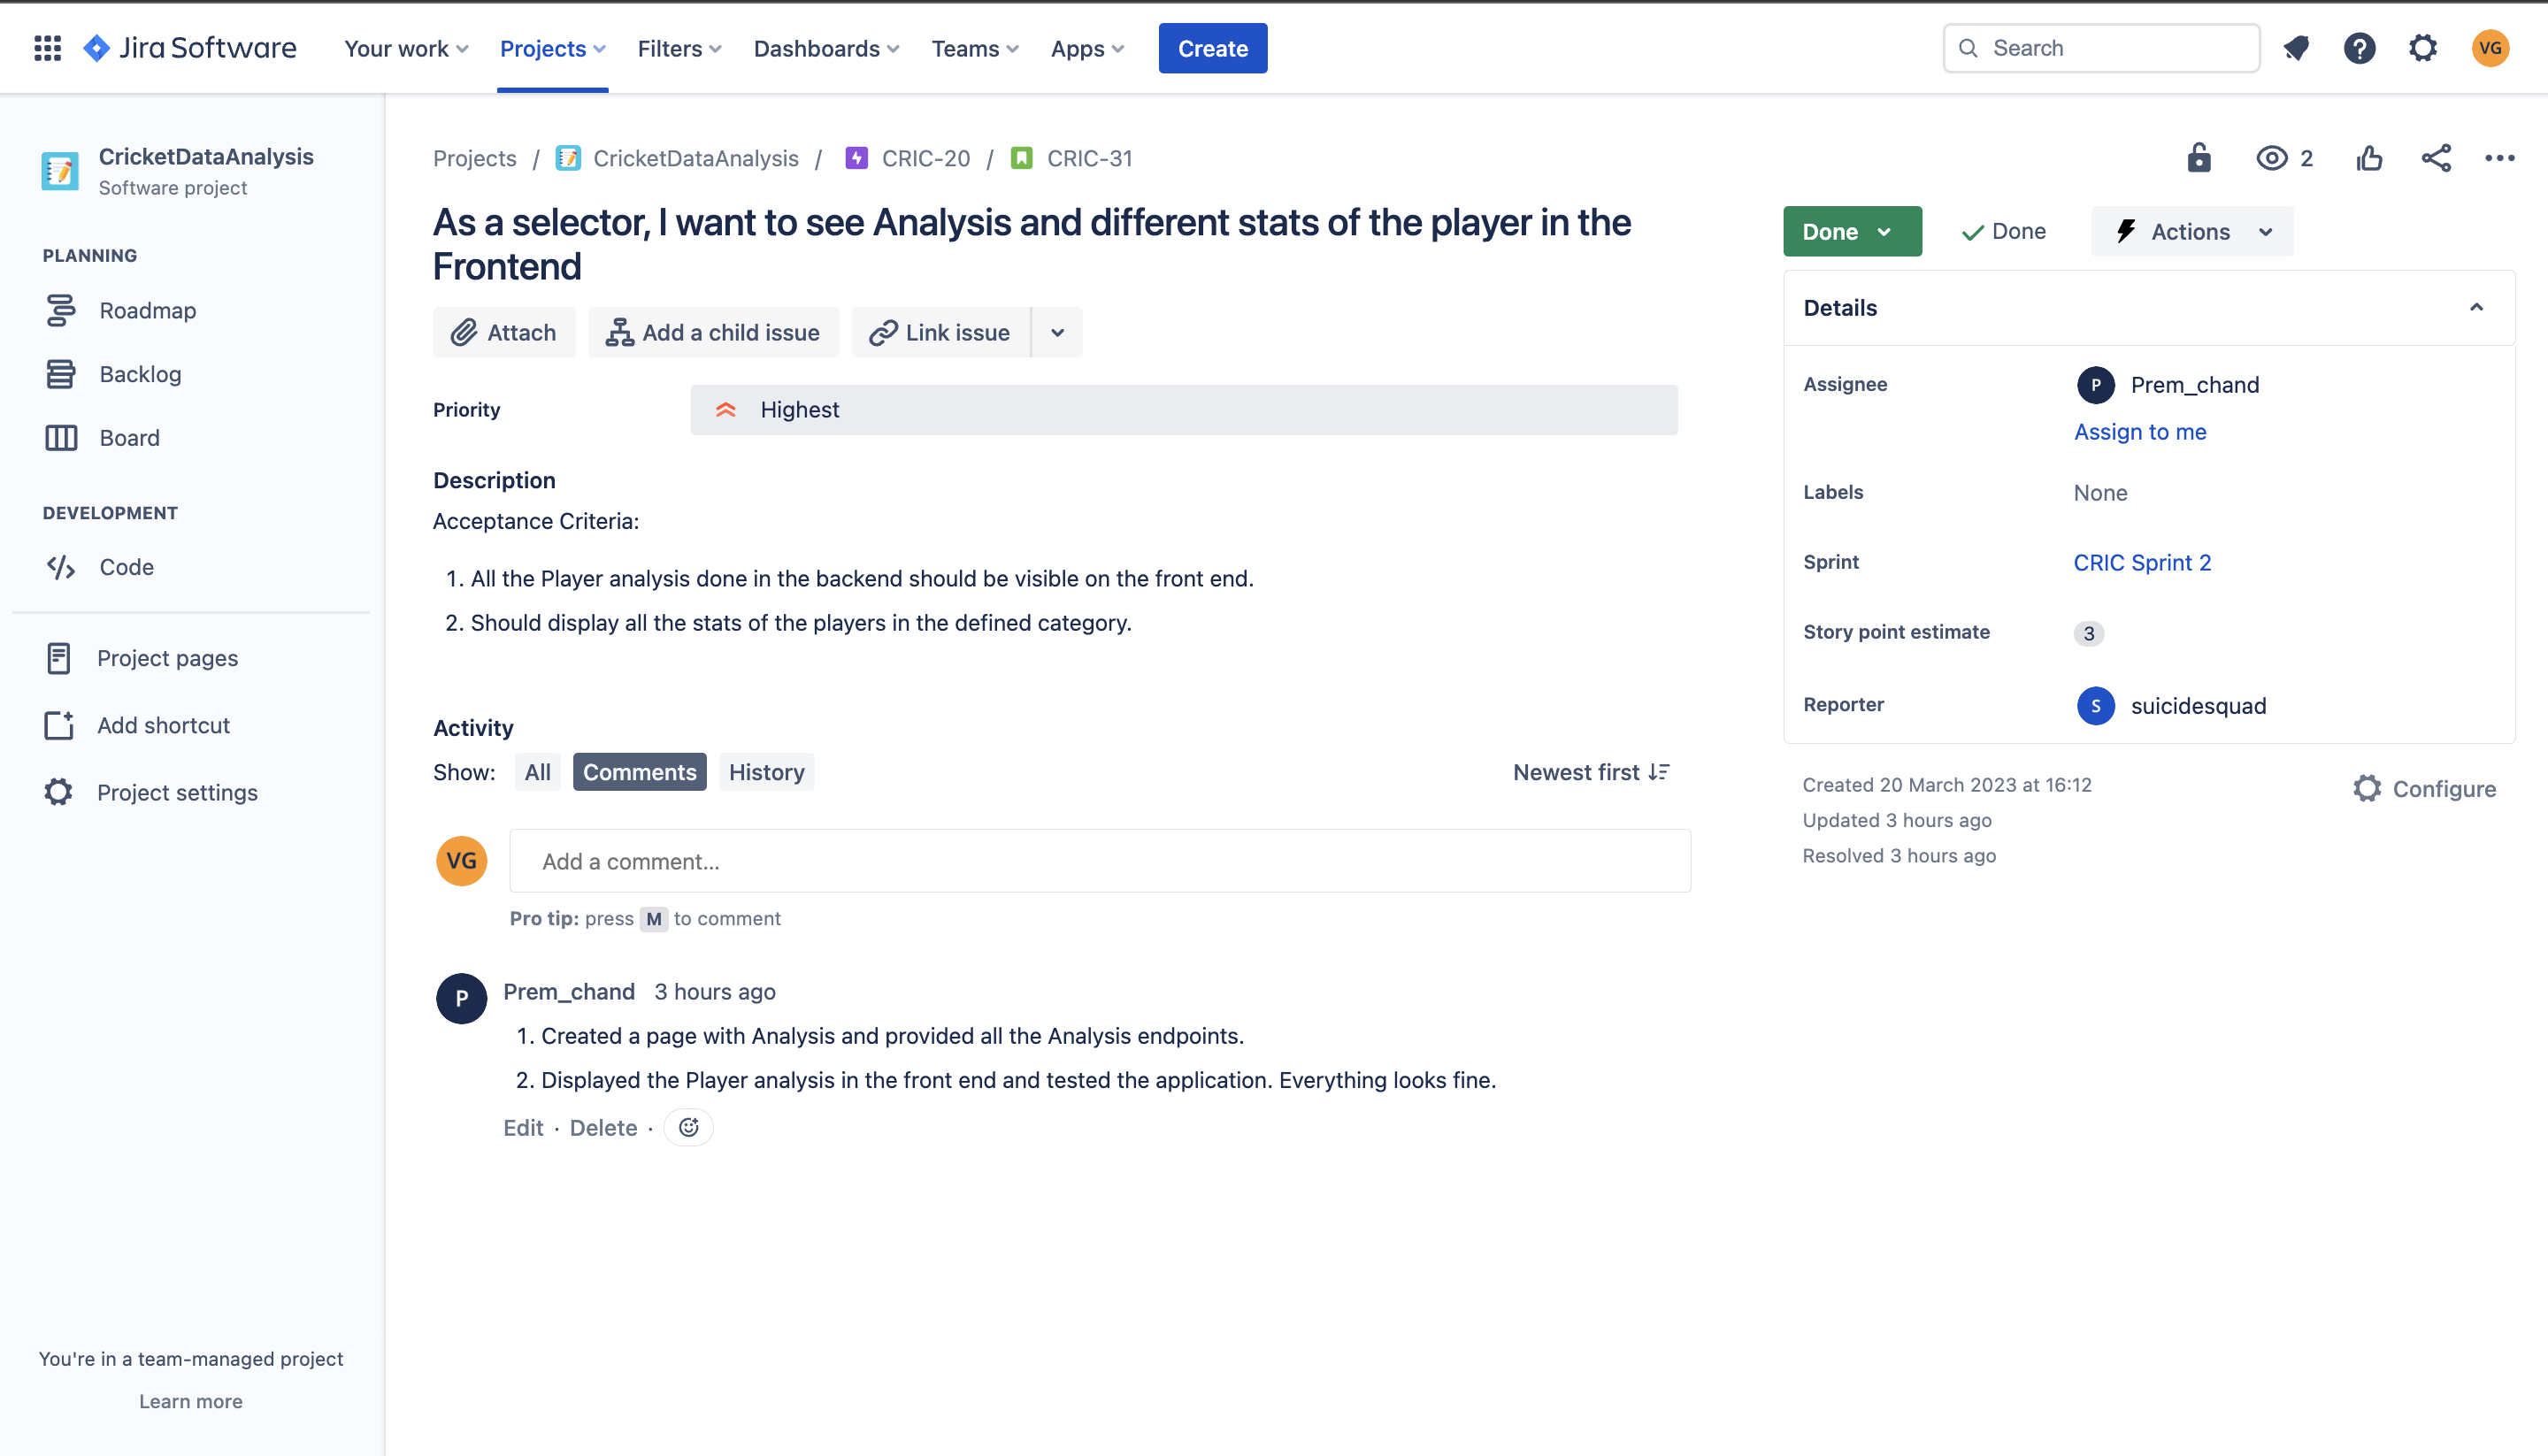 Jira Software
Your work
Projects
Filters
Dashboards
Teams
Apps
Create
Search
VG
CricketDataAnalysis
Software project
PLANNING
Roadmap
Backlog
Board
DEVELOPMENT
Code
Project pages
Add shortcut
Project settings
You're in a team-managed project
Learn more
Projects / CricketDataAnalysis / CRIC-20 / CRIC-31
2
As a selector, I want to see Analysis and different stats of the player in the
Frontend
Attach
Add a child issue
Link issue
Priority
Highest
Description
Acceptance Criteria:
1. All the Player analysis done in the backend should be visible on the front end.
2. Should display all the stats of the players in the defined category.
Activity
Show:
All
Comments
History
Newest first
VG
Add a comment...
Pro tip: press M to comment
P
Prem_chand 3 hours ago
1. Created a page with Analysis and provided all the Analysis endpoints.
2. Displayed the Player analysis in the front end and tested the application. Everything looks fine.
Edit · Delete ·
Done
Done
Actions
Details
Assignee
P
Prem_chand
Assign to me
Labels
None
Sprint
CRIC Sprint 2
Story point estimate
3
Reporter
S
suicidesquad
Created 20 March 2023 at 16:12
Updated 3 hours ago
Resolved 3 hours ago
Configure